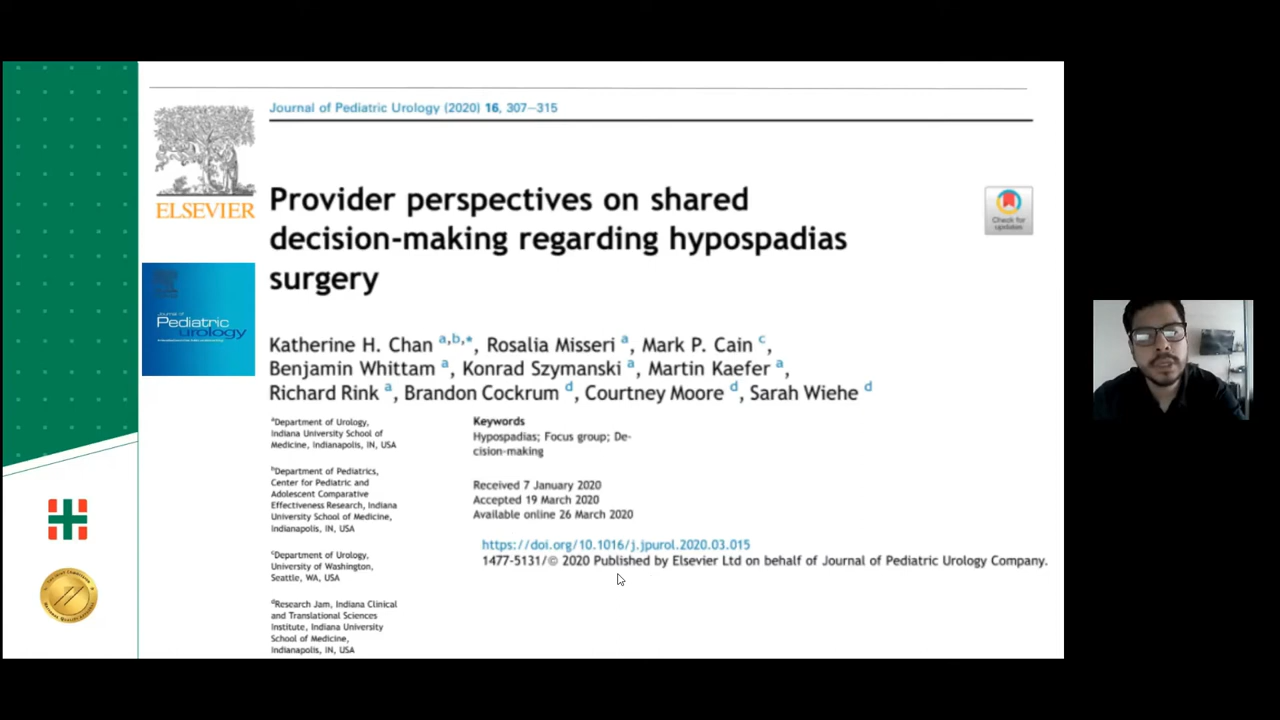 Journal of Pediatric Urology (2020) 16, 307–315
ELSEVIER
Provider perspectives on shared
decision-making regarding hypospadias
surgery
Check for
updates
Journal of
Pediatric
urology
Katherine H. Chan a,b,*, Rosalia Misseri a, Mark P. Cain c,
Benjamin Whittam a, Konrad Szymanski a, Martin Kaefer a,
Richard Rink a, Brandon Cockrum d, Courtney Moore d, Sarah Wiehe d
aDepartment of Urology,
Indiana University School of
Medicine, Indianapolis, IN, USA
bDepartment of Pediatrics,
Center for Pediatric and
Adolescent Comparative
Effectiveness Research, Indiana
University School of Medicine,
Indianapolis, IN, USA
cDepartment of Urology,
University of Washington,
Seattle, WA, USA
dResearch Jam, Indiana Clinical
and Translational Sciences
Institute, Indiana University
School of Medicine,
Indianapolis, IN, USA
Keywords
Hypospadias; Focus group; De-
cision-making
Received 7 January 2020
Accepted 19 March 2020
Available online 26 March 2020
https://doi.org/10.1016/j.jpurol.2020.03.015
1477-5131/© 2020 Published by Elsevier Ltd on behalf of Journal of Pediatric Urology Company.